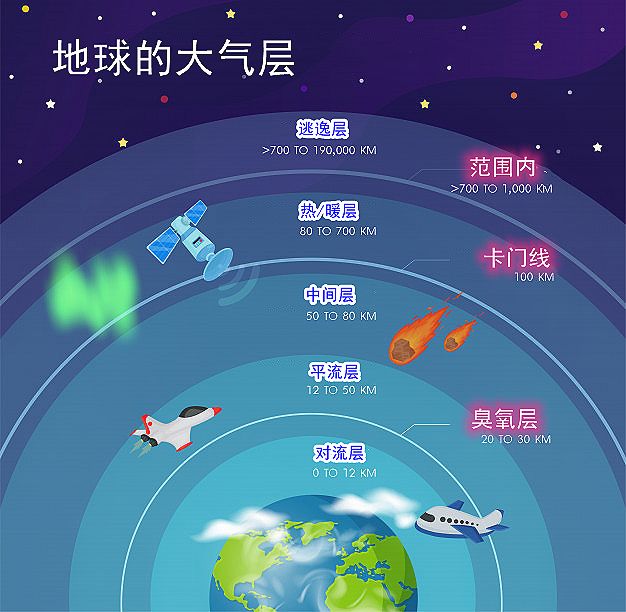 地球的大气层
逃逸层
>700 TO 190,000 KM
范围内
>700 TO 1,000 KM
热/暖层
80 TO 700 KM
卡门线
100 KM
中间层
50 TO 80 KM
平流层
12 TO 50 KM
臭氧层
20 TO 30 KM
对流层
0 TO 12 KM